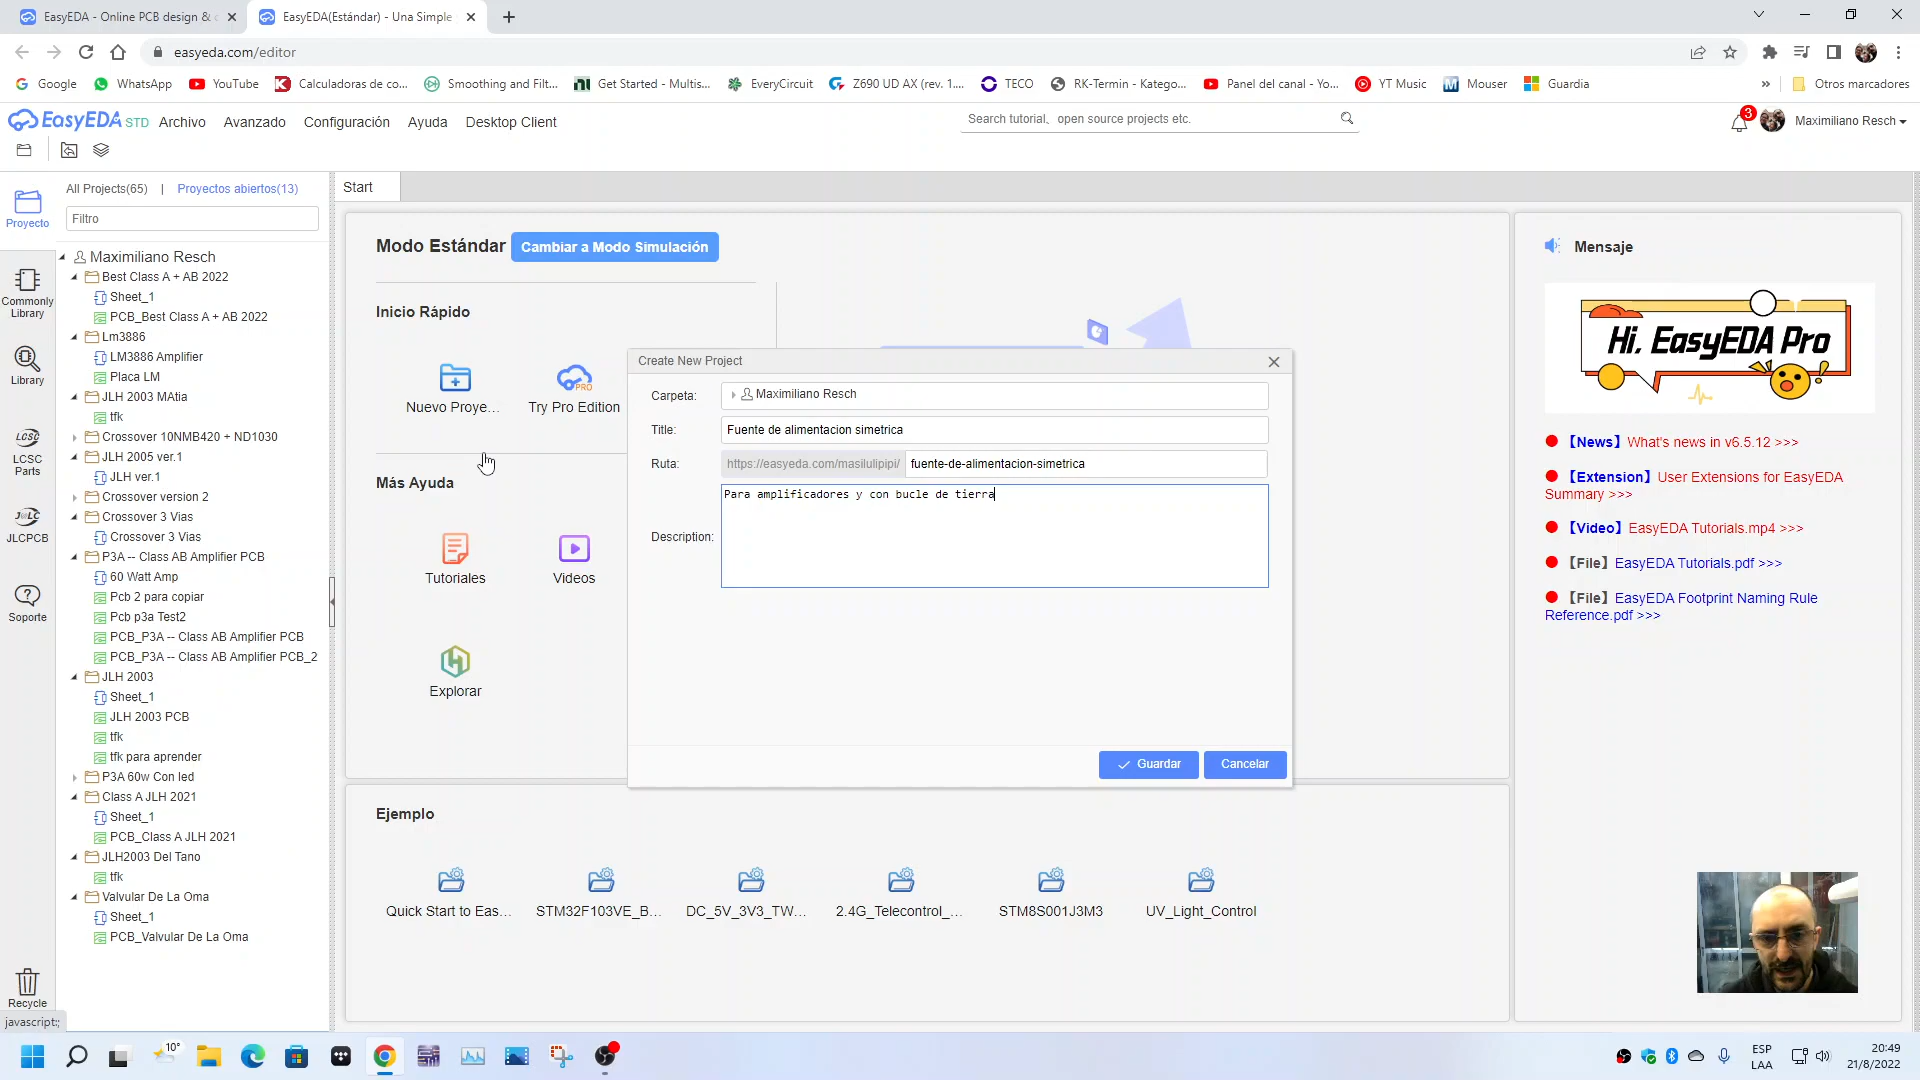 EasyEDA - Online PCB design &
EasyEDA(Estándar) - Una Simple
easyeda.com/editor
Google
WhatsApp
YouTube
Calculadoras de co...
Smoothing and Filt...
Get Started - Multis...
EveryCircuit
Z690 UD AX (rev. 1....
TECO
RK-Termin - Katego...
Panel del canal - Yo...
YT Music
Mouser
Guardia
»
Otros marcadores
EasyEDA STD
Archivo
Avanzado
Configuración
Ayuda
Desktop Client
Search tutorial、open source projects etc.
3
Maximiliano Resch
All Projects(65) | Proyectos abiertos(13)
Filtro
Proyecto
Commonly
Library
Library
LCSC
LCSC
Parts
JLCPCB
Soporte
Recycle
javascript:;
Maximiliano Resch
Best Class A + AB 2022
Sheet_1
PCB_Best Class A + AB 2022
Lm3886
LM3886 Amplifier
Placa LM
JLH 2003 MAtia
tfk
Crossover 10NMB420 + ND1030
JLH 2005 ver.1
JLH ver.1
Crossover version 2
Crossover 3 Vias
Crossover 3 Vias
P3A -- Class AB Amplifier PCB
60 Watt Amp
Pcb 2 para copiar
Pcb p3a Test2
PCB_P3A -- Class AB Amplifier PCB
PCB_P3A -- Class AB Amplifier PCB_2
JLH 2003
Sheet_1
JLH 2003 PCB
tfk
tfk para aprender
P3A 60w Con led
Class A JLH 2021
Sheet_1
PCB_Class A JLH 2021
JLH2003 Del Tano
tfk
Valvular De La Oma
Sheet_1
PCB_Valvular De La Oma
Start
Modo Estándar
Cambiar a Modo Simulación
Inicio Rápido
Nuevo Proye...
PRO
Try Pro Edition
Más Ayuda
Tutoriales
Videos
Explorar
Create New Project
Carpeta:
Maximiliano Resch
Title:
Fuente de alimentacion simetrica
Ruta:
https://easyeda.com/masilulipipi/
fuente-de-alimentacion-simetrica
Description:
Para amplificadores y con bucle de tierra
Guardar
Cancelar
Ejemplo
Quick Start to Eas...
STM32F103VE_B...
DC_5V_3V3_TW...
2.4G_Telecontrol_...
STM8S001J3M3
UV_Light_Control
Mensaje
Hi, EasyEDA Pro
【News】What's news in v6.5.12 >>>
【Extension】User Extensions for EasyEDA
Summary >>>
【Video】EasyEDA Tutorials.mp4 >>>
【File】EasyEDA Tutorials.pdf >>>
【File】EasyEDA Footprint Naming Rule
Reference.pdf >>>
10°
ESP
LAA
20:49
21/8/2022